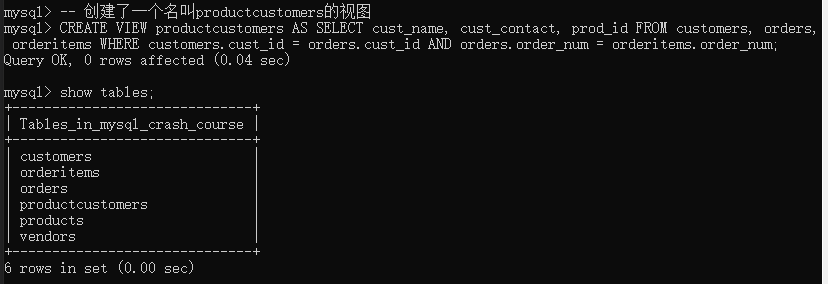 mysql> -- 创建了一个名叫productcustomers的视图
mysql> CREATE VIEW productcustomers AS SELECT cust_name, cust_contact, prod_id FROM customers, orders,
 orderitems WHERE customers.cust_id = orders.cust_id AND orders.order_num = orderitems.order_num;
Query OK, 0 rows affected (0.04 sec)

mysql> show tables;
+-----------------------------+
| Tables_in_mysql_crash_course |
+-----------------------------+
| customers |
| orderitems |
| orders |
| productcustomers |
| products |
| vendors |
+-----------------------------+
6 rows in set (0.00 sec)